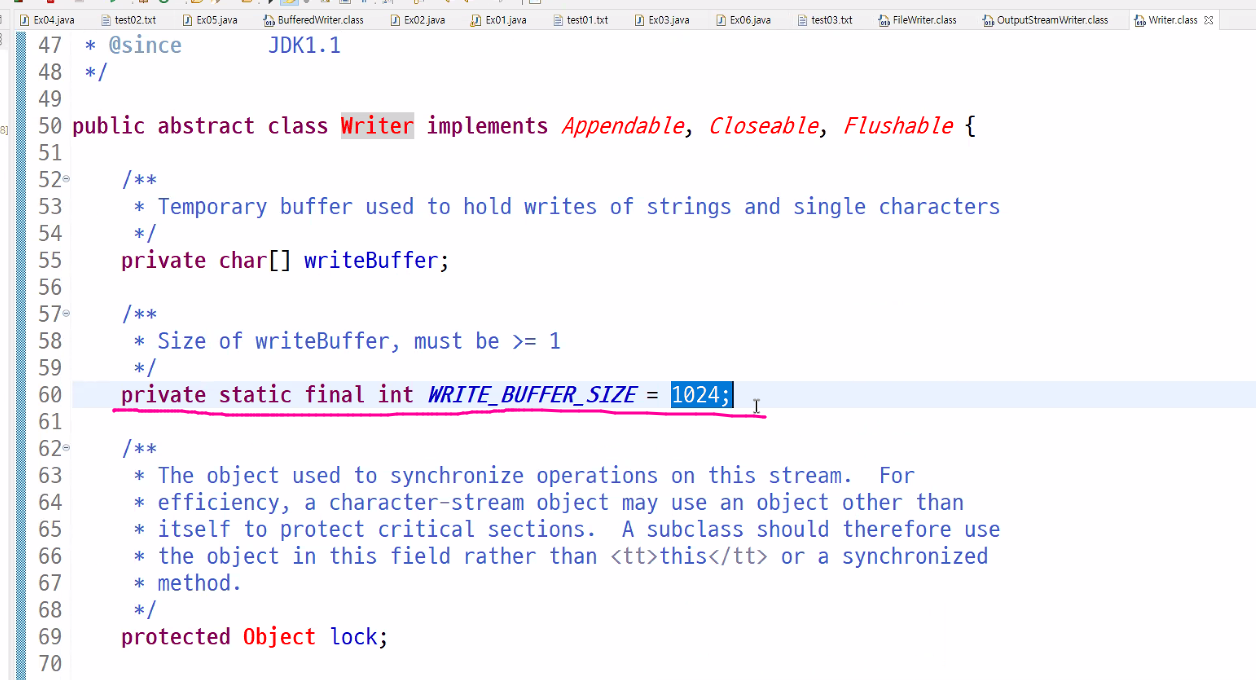 Ex04.java test02.txt Ex05.java BufferedWriter.class Ex02.java Ex01.java test01.txt Ex03.java Ex06.java test03.txt FileWriter.class OutputStreamWriter.class Writer.class
47 * @since JDK1.1
48 */
49
50 public abstract class Writer implements Appendable, Closeable, Flushable {
51
52 /**
53 * Temporary buffer used to hold writes of strings and single characters
54 */
55 private char[] writeBuffer;
56
57 /**
58 * Size of writeBuffer, must be >= 1
59 */
60 private static final int WRITE_BUFFER_SIZE = 1024;
61
62 /**
63 * The object used to synchronize operations on this stream. For
64 * efficiency, a character-stream object may use an object other than
65 * itself to protect critical sections. A subclass should therefore use
66 * the object in this field rather than <tt>this</tt> or a synchronized
67 * method.
68 */
69 protected Object lock;
70